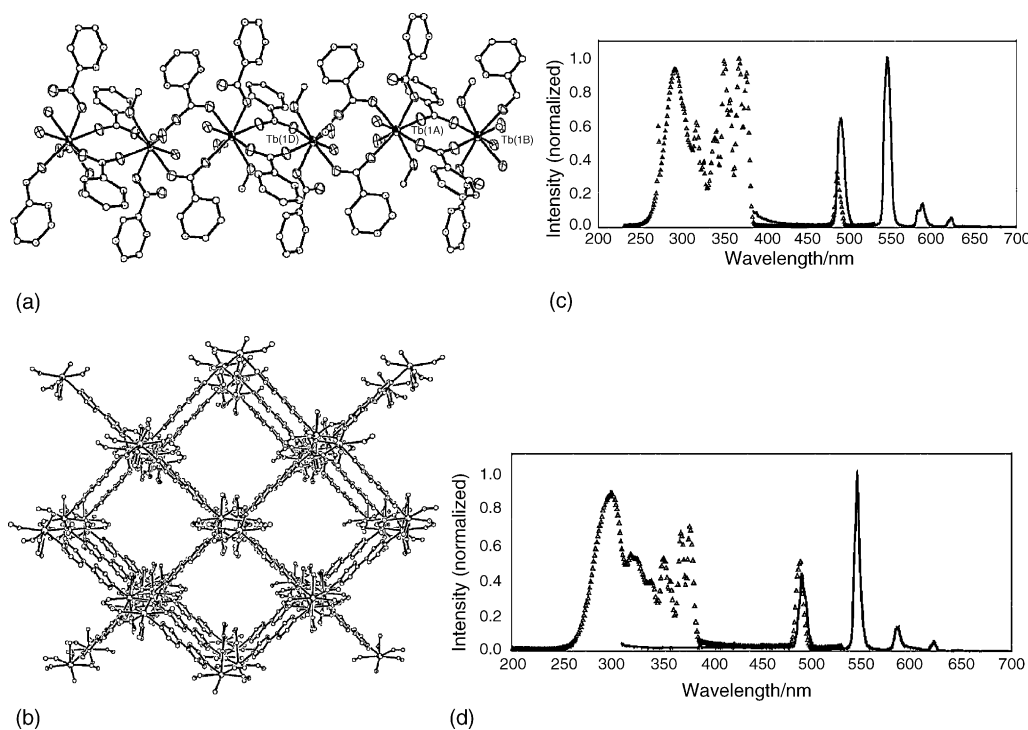 Tb(1D)
Tb(1A)
Tb(1B)
(a)
Intensity (normalized)
1.0
0.8
0.6
0.4
0.2
0.0
200 250 300 350 400 450 500 550 600 650 700
Wavelength/nm
(c)
(b)
Intensity (normalized)
1.0
0.8
0.6
0.4
0.2
0.0
200 250 300 350 400 450 500 550 600 650 700
Wavelength/nm
(d)